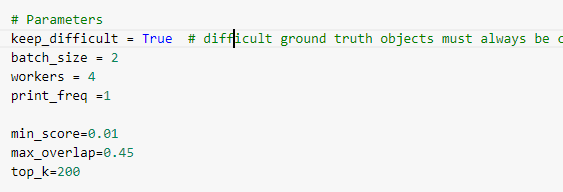 # Parameters
keep_difficult = True  # difficult ground truth objects must always be
batch_size = 2
workers = 4
print_freq =1
min_score=0.01
max_overlap=0.45
top_k=200